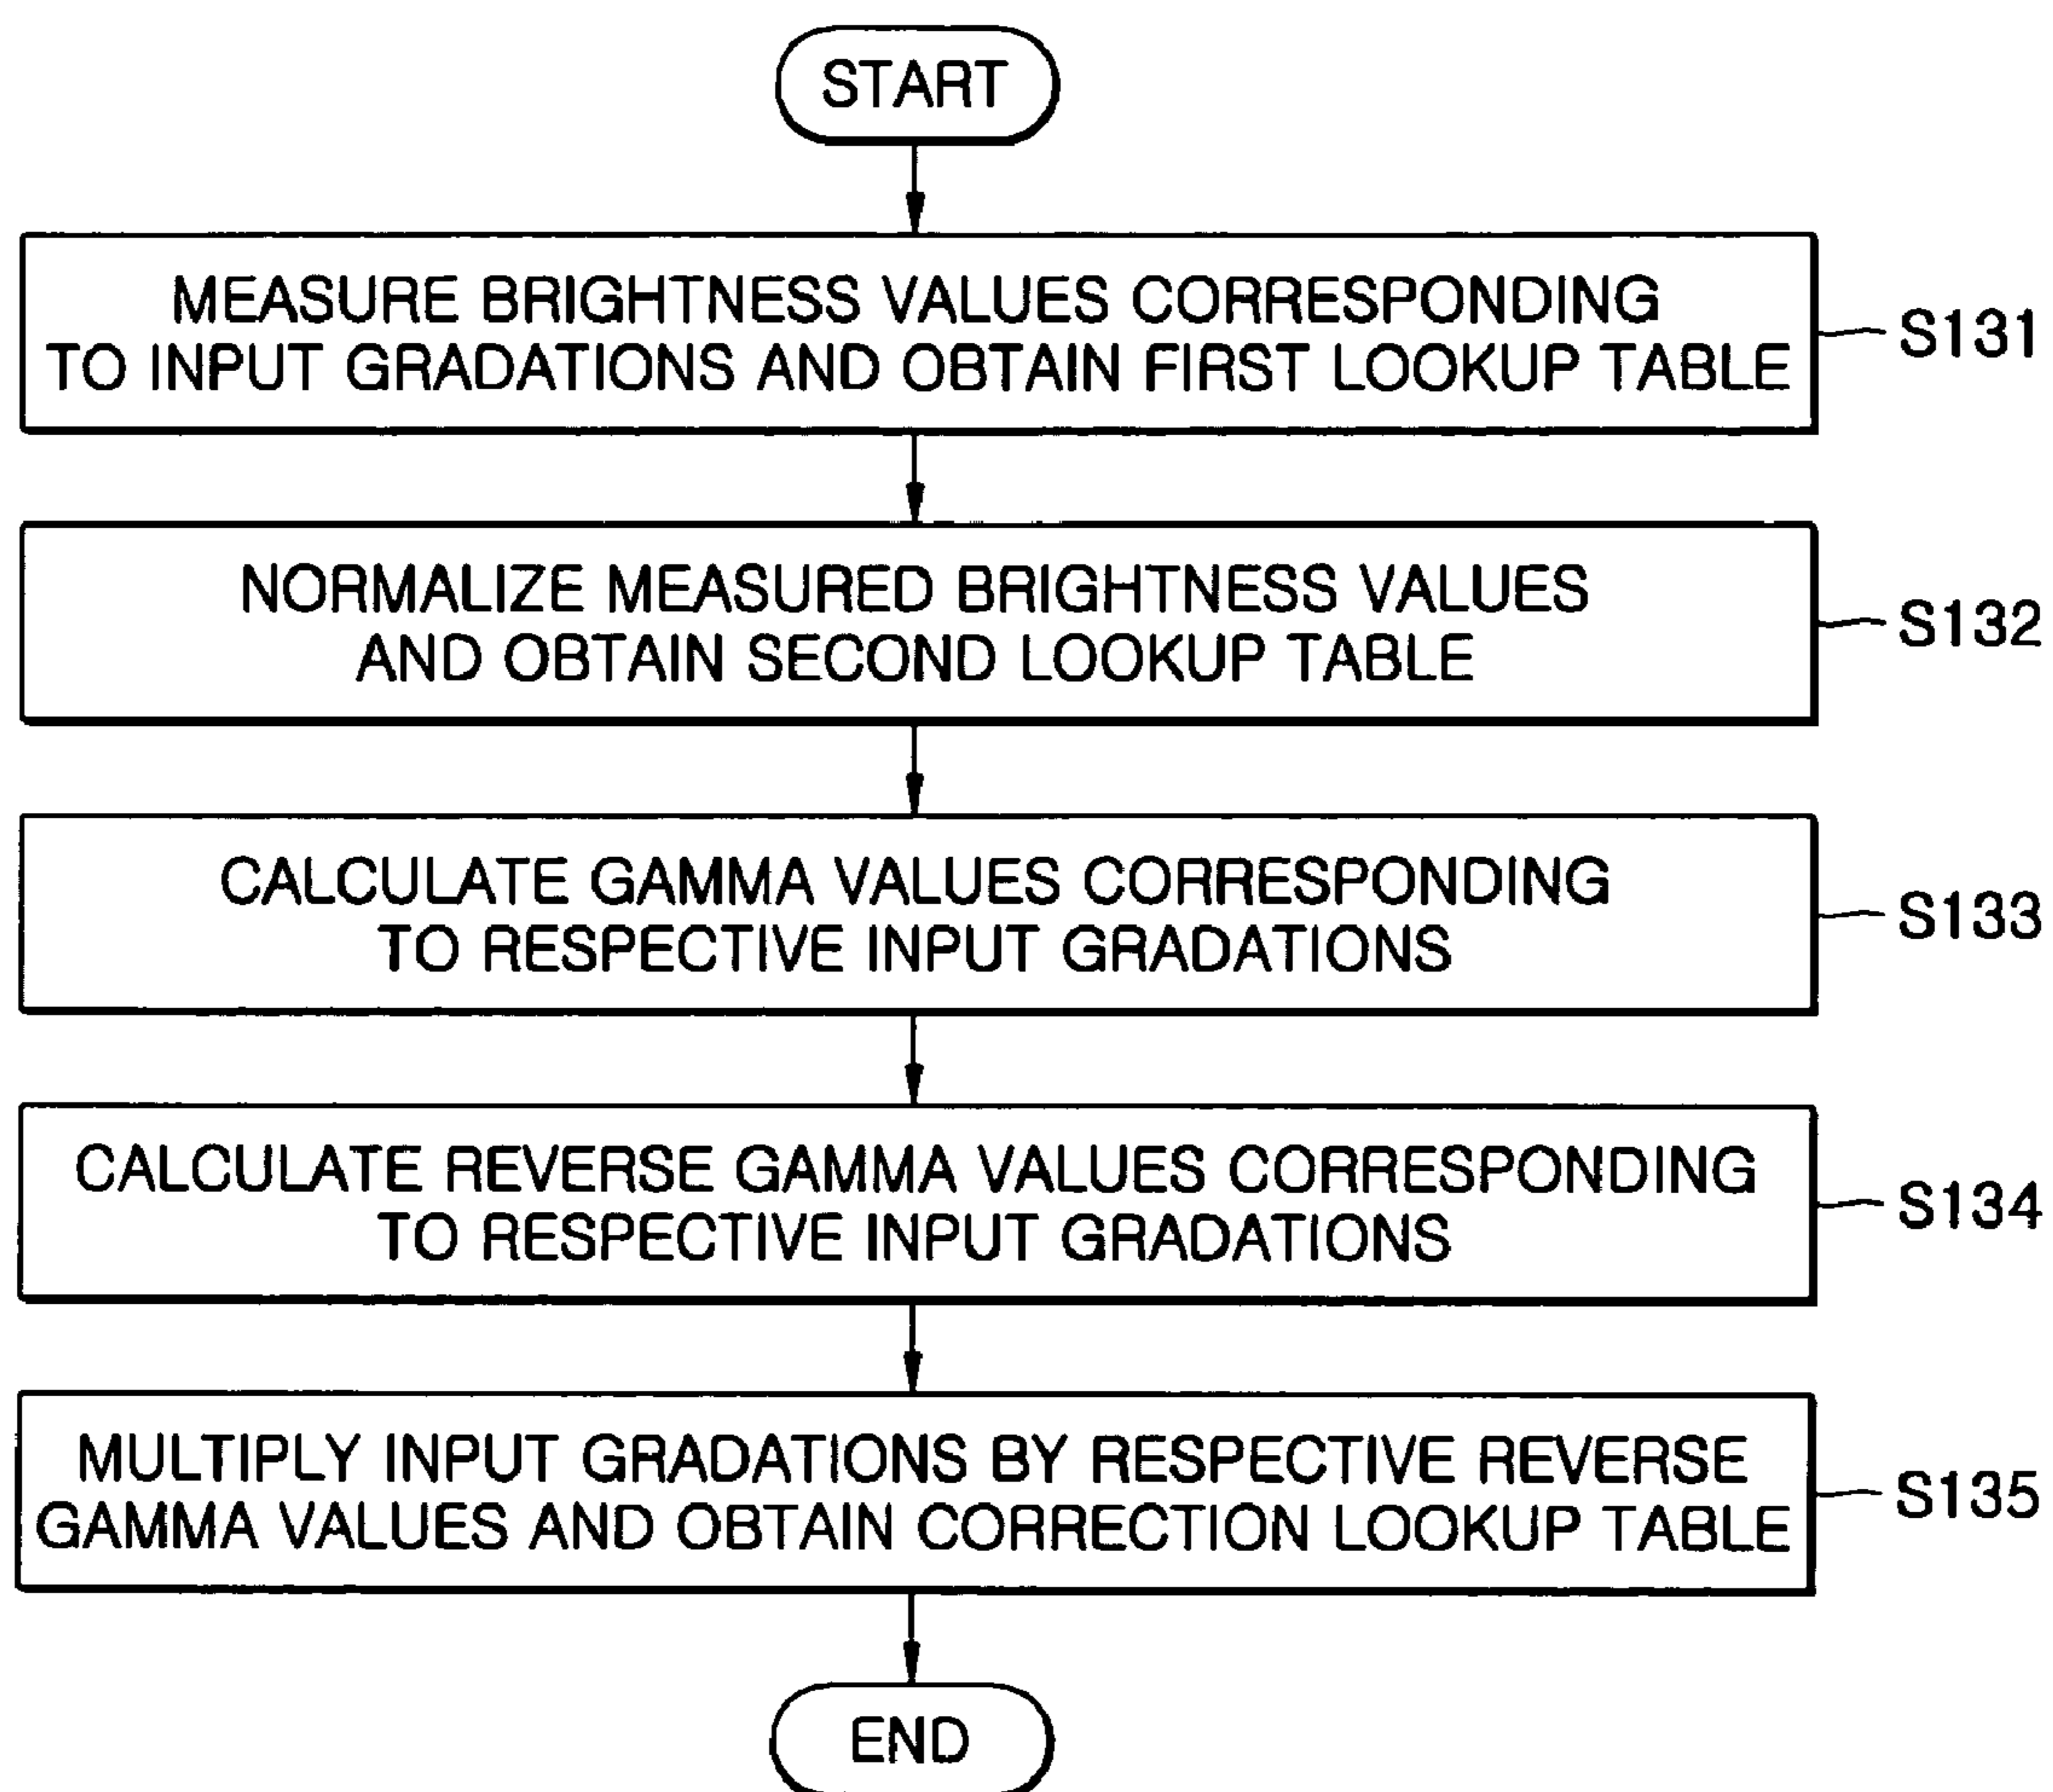 START
MEASURE BRIGHTNESS VALUES CORRESPONDING
TO INPUT GRADATIONS AND OBTAIN FIRST LOOKUP TABLE
S131
NORMALIZE MEASURED BRIGHTNESS VALUES
AND OBTAIN SECOND LOOKUP TABLE
S132
CALCULATE GAMMA VALUES CORRESPONDING
TO RESPECTIVE INPUT GRADATIONS
S133
CALCULATE REVERSE GAMMA VALUES CORRESPONDING
TO RESPECTIVE INPUT GRADATIONS
S134
MULTIPLY INPUT GRADATIONS BY RESPECTIVE REVERSE
GAMMA VALUES AND OBTAIN CORRECTION LOOKUP TABLE
S135
END